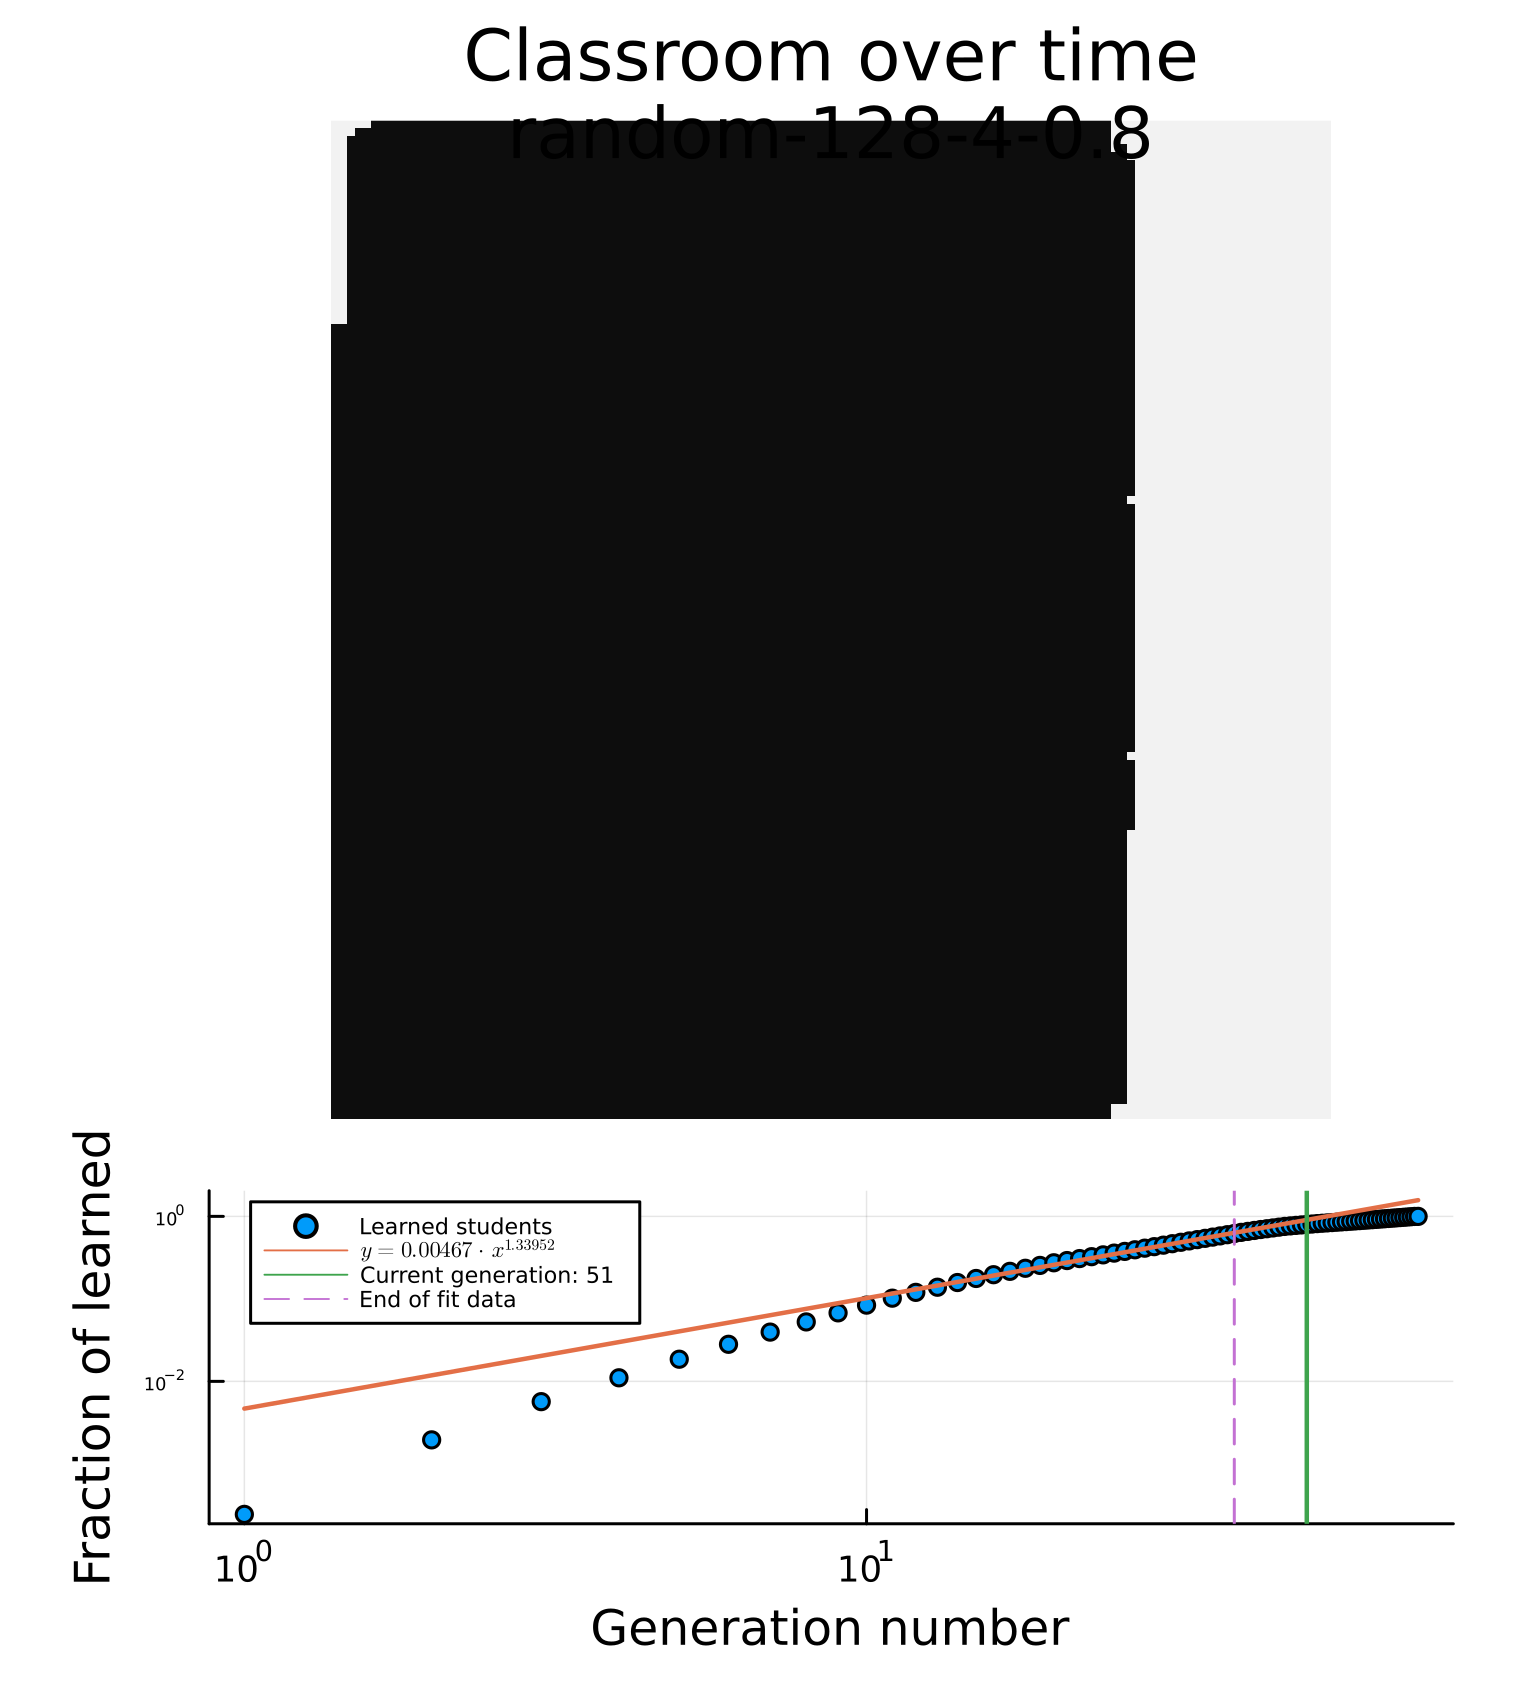 Classroom over time
random-128-4-0.8
Fraction of learned
10⁰
10⁻²
Learned students
y = 0.00467 · x^1.33952
Current generation: 51
End of fit data
10⁰
10¹
Generation number